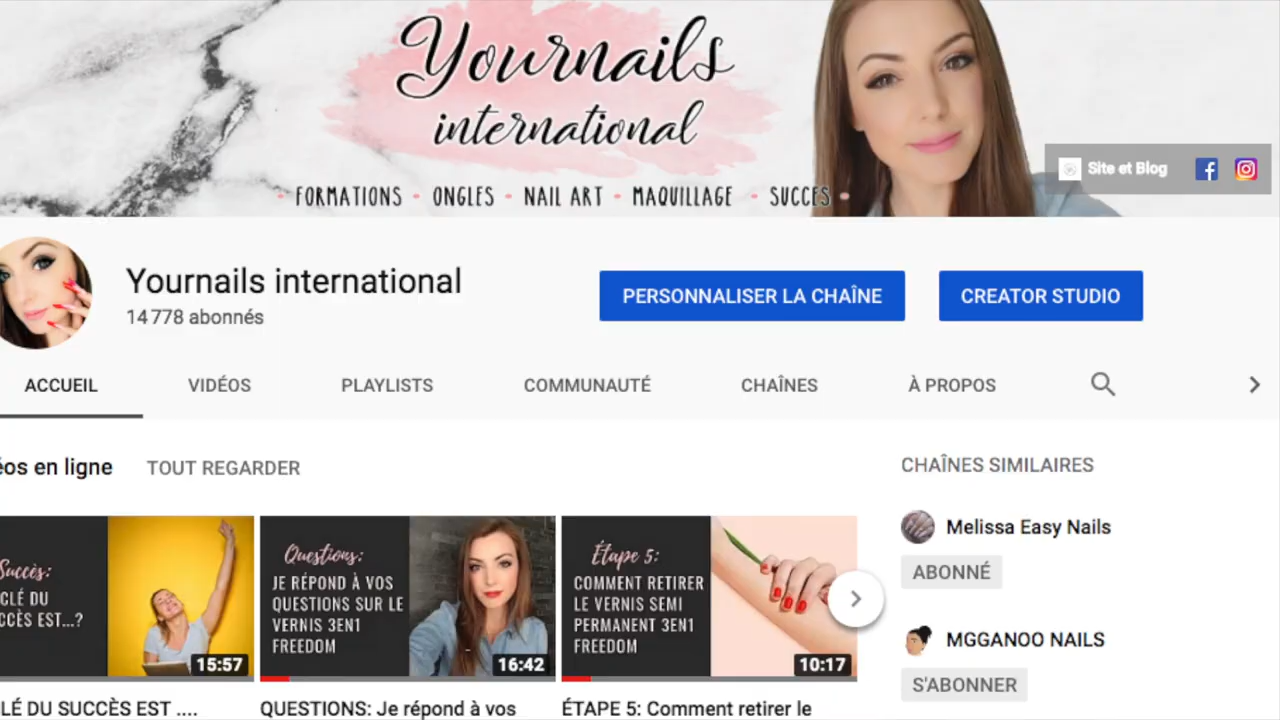 Yournails
international
- FORMATIONS - ONGLES - NAIL ART - MAQUILLAGE - SUCCES -
Site et Blog
Yournails international
14 778 abonnés
PERSONNALISER LA CHAÎNE
CREATOR STUDIO
ACCUEIL
VIDÉOS
PLAYLISTS
COMMUNAUTÉ
CHAÎNES
À PROPOS
éos en ligne
TOUT REGARDER
Succès:
CLÉ DU
CCÈS EST...?
15:57
LÉ DU SUCCÈS EST ....
Questions:
JE RÉPOND À VOS
QUESTIONS SUR LE
VERNIS 3EN1
FREEDOM
16:42
QUESTIONS: Je répond à vos
Étape 5:
COMMENT RETIRER
LE VERNIS SEMI
PERMANENT 3EN1
FREEDOM
10:17
ÉTAPE 5: Comment retirer le
CHAÎNES SIMILAIRES
Melissa Easy Nails
ABONNÉ
MGGANOO NAILS
S'ABONNER